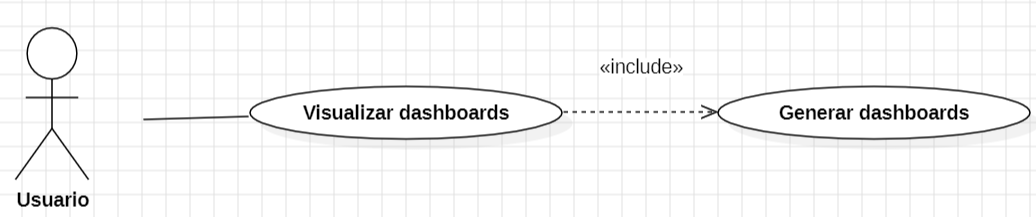 «include»
Visualizar dashboards
Generar dashboards
Usuario